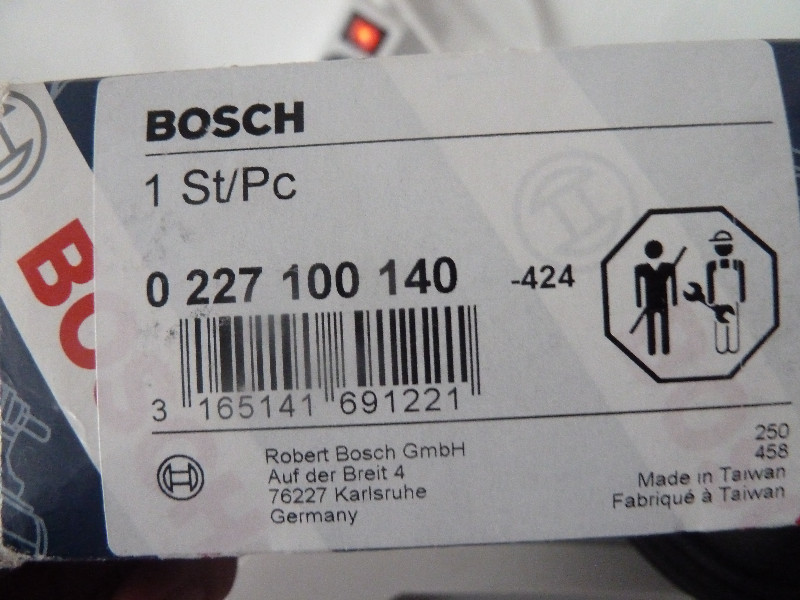 BOSCH
1 St/Pc
0 227 100 140 -424
3 165141 691221
Robert Bosch GmbH
Auf der Breit 4
76227 Karlsruhe
Germany
250
458
Made in Taiwan
Fabriqué à Taiwan
BO